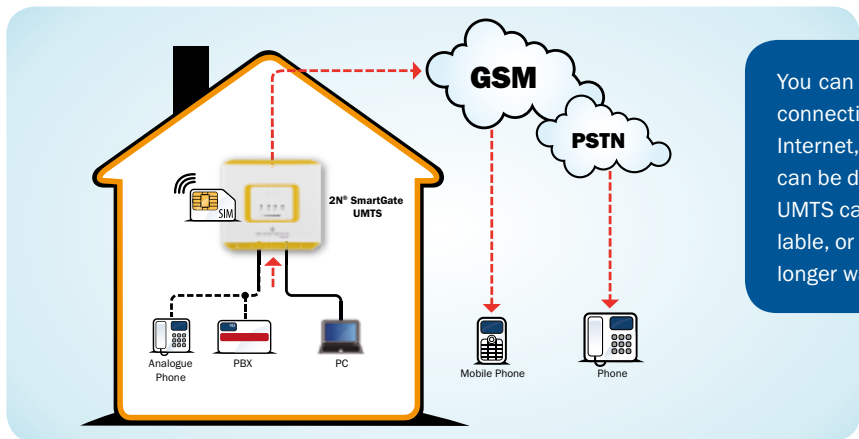 GSM
PSTN
SIM
2N® SmartGate
UMTS
Analogue
Phone
PBX
PC
Mobile Phone
Phone
You can
connecti
Internet,
can be d
UMTS ca
lable, or
longer w